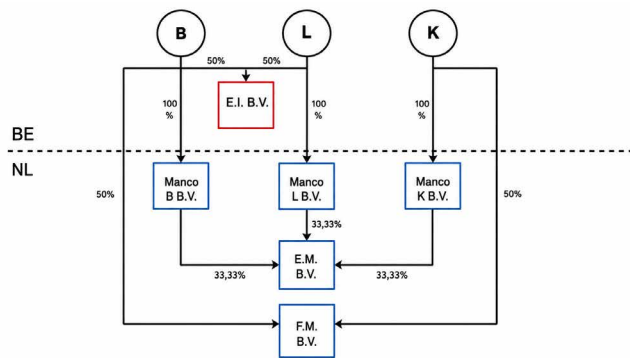 B
L
K
50%
50%
E.I. B.V.
100
%
100
%
100
%
BE
NL
50%
Manco
B B.V.
Manco
L B.V.
Manco
K B.V.
50%
33,33%
E.M.
B.V.
33,33%
33,33%
F.M.
B.V.